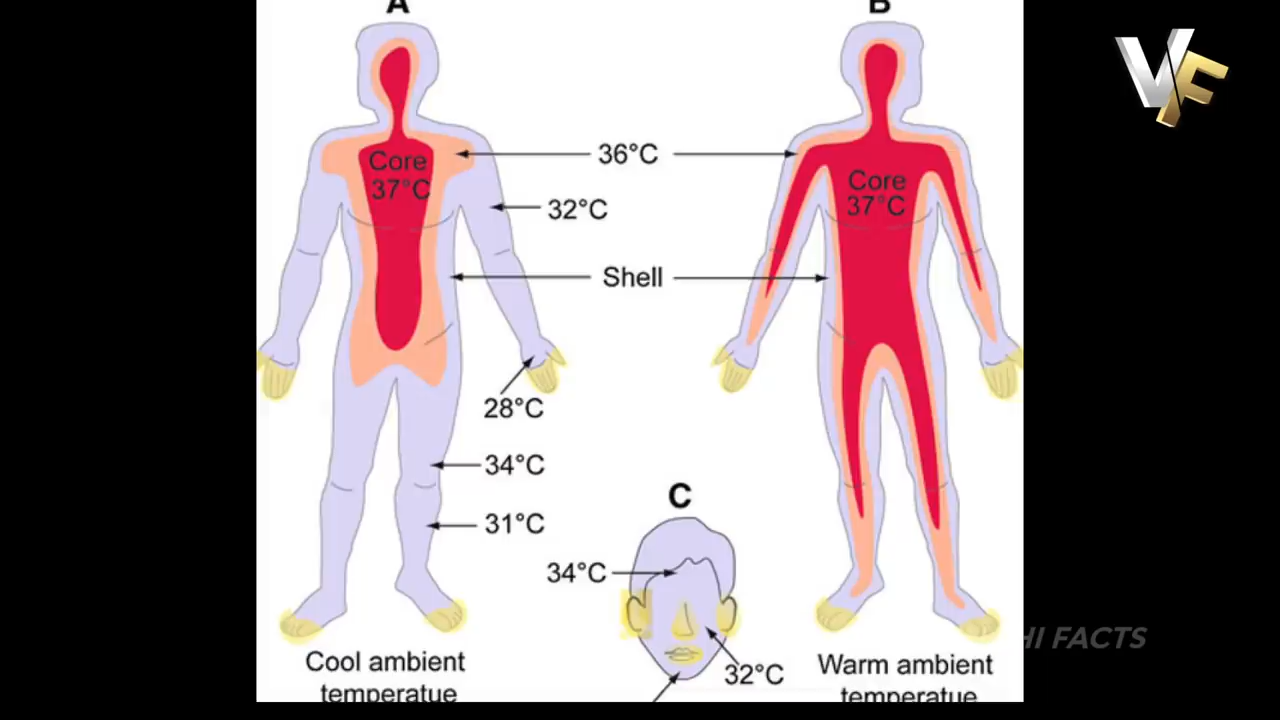 A
B
VF
Core
37°C
36°C
Core
37°C
32°C
Shell
28°C
34°C
31°C
C
34°C
32°C
HI FACTS
Cool ambient
temperatue
Warm ambient
temperatue